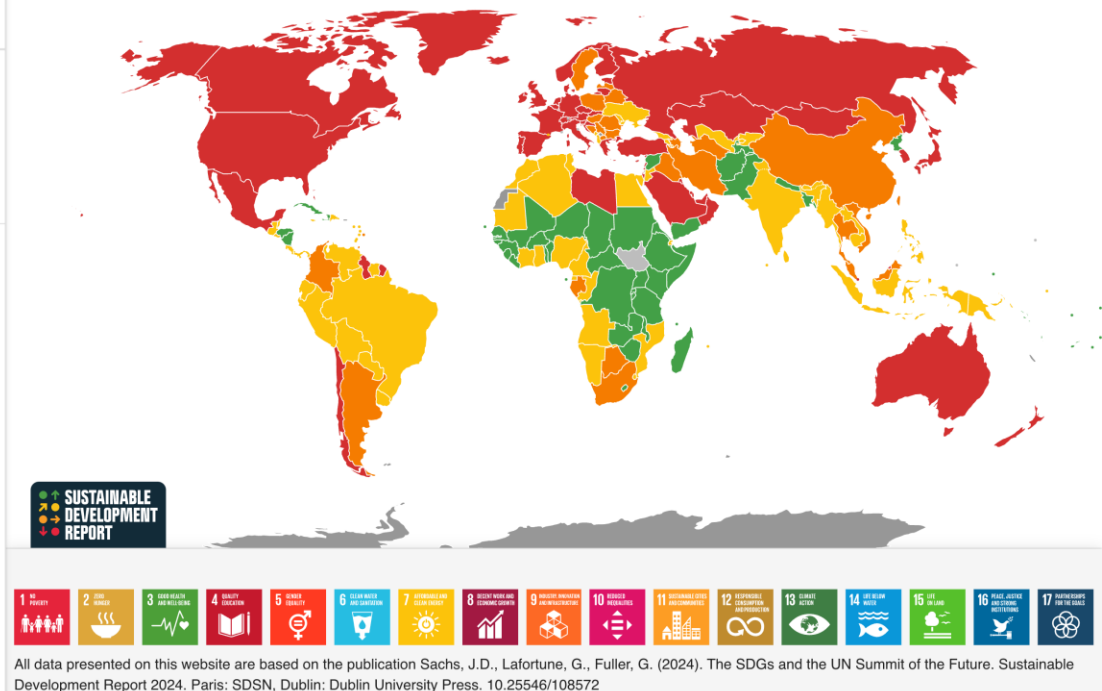 SUSTAINABLE
DEVELOPMENT
REPORT
1 NO
POVERTY
2 ZERO
HUNGER
3 GOOD HEALTH
AND WELL-BEING
4 QUALITY
EDUCATION
5 GENDER
EQUALITY
6 CLEAN WATER
AND SANITATION
7 AFFORDABLE AND
CLEAN ENERGY
8 DECENT WORK AND
ECONOMIC GROWTH
9 INDUSTRY, INNOVATION
AND INFRASTRUCTURE
10 REDUCED
INEQUALITIES
11 SUSTAINABLE CITIES
AND COMMUNITIES
12 RESPONSIBLE
CONSUMPTION
AND PRODUCTION
13 CLIMATE
ACTION
14 LIFE BELOW
WATER
15 LIFE
ON LAND
16 PEACE, JUSTICE
AND STRONG
INSTITUTIONS
17 PARTNERSHIPS
FOR THE GOALS
All data presented on this website are based on the publication Sachs, J.D., Lafortune, G., Fuller, G. (2024). The SDGs and the UN Summit of the Future. Sustainable
Development Report 2024. Paris: SDSN, Dublin: Dublin University Press. 10.25546/108572